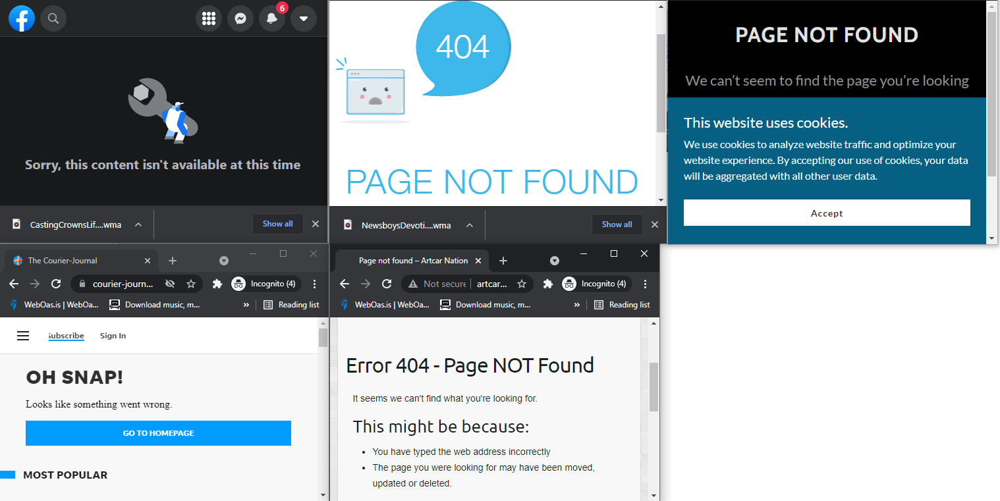 6
Sorry, this content isn't available at this time
CastingCrownsLif....wma
Show all
404
PAGE NOT FOUND
NewsboysDevoti....wma
Show all
PAGE NOT FOUND
We can't seem to find the page you're looking
This website uses cookies.
We use cookies to analyze website traffic and optimize your
website experience. By accepting our use of cookies, your data
will be aggregated with all other user data.
Accept
The Courier-Journal
courier-journ...
Incognito (4)
WebOas.is | WebOa...
Download music, m...
»
Reading list
Subscribe
Sign In
OH SNAP!
Looks like something went wrong.
GO TO HOMEPAGE
MOST POPULAR
Page not found – Artcar Nation
Not secure
artcar...
Incognito (4)
WebOas.is | WebOa...
Download music, m...
»
Reading list
Error 404 - Page NOT Found
It seems we can't find what you're looking for.
This might be because:
• You have typed the web address incorrectly
• The page you were looking for may have been moved,
updated or deleted.